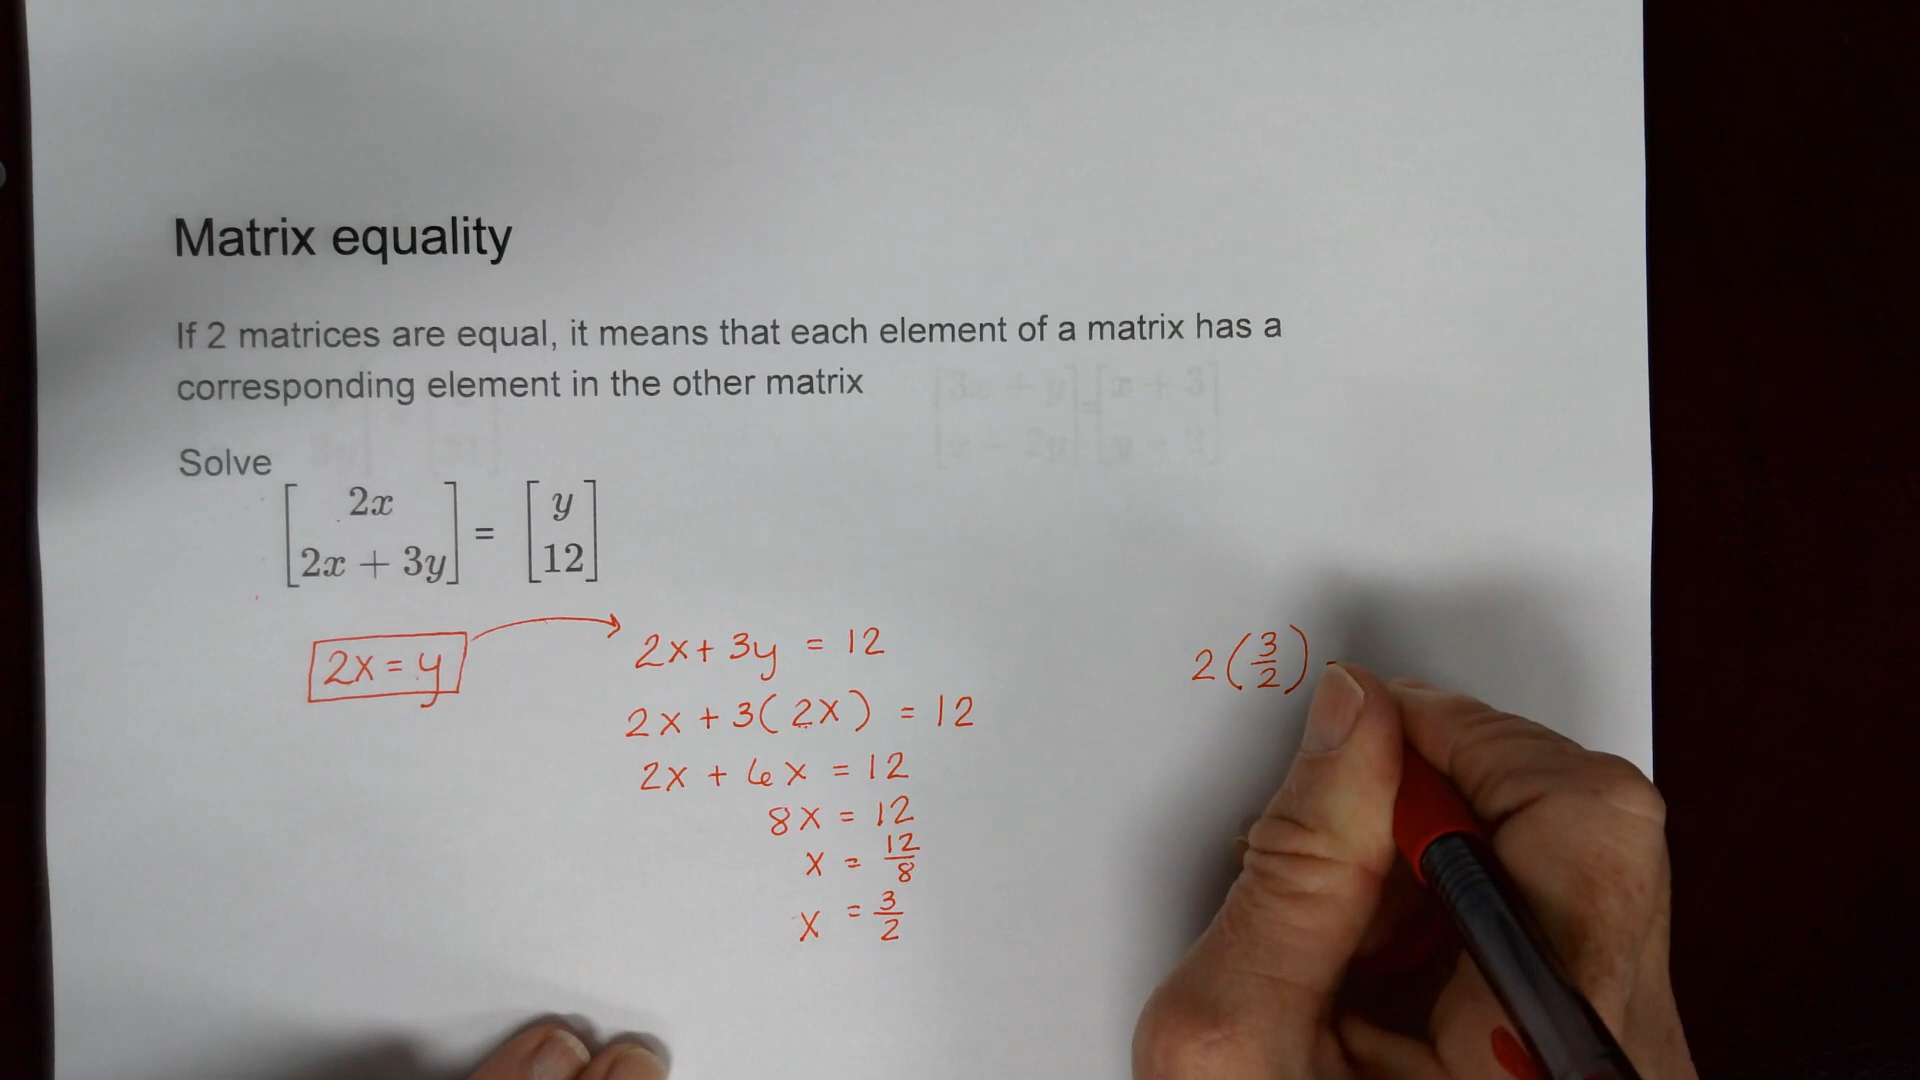 Matrix equality
If 2 matrices are equal, it means that each element of a matrix has a
corresponding element in the other matrix
Solve
[2x] = [y]
[2x + 3y] [12]
2x = y
2x + 3y = 12
2x + 3(2x) = 12
2x + 6x = 12
8x = 12
x = 12/8
x = 3/2
2(3/2)